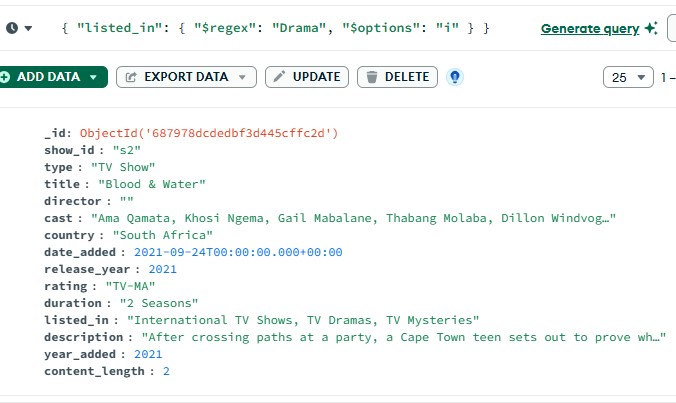 { "listed_in": { "$regex": "Drama", "$options": "i" } }
Generate query
ADD DATA
EXPORT DATA
UPDATE
DELETE
25
1 –
_id: ObjectId('687978dcdedbf3d445cffc2d')
show_id : "s2"
type : "TV Show"
title : "Blood & Water"
director : ""
cast : "Ama Qamata, Khosi Ngema, Gail Mabalane, Thabang Molaba, Dillon Windvog…"
country : "South Africa"
date_added : 2021-09-24T00:00:00.000+00:00
release_year : 2021
rating : "TV-MA"
duration : "2 Seasons"
listed_in : "International TV Shows, TV Dramas, TV Mysteries"
description : "After crossing paths at a party, a Cape Town teen sets out to prove wh…"
year_added : 2021
content_length : 2